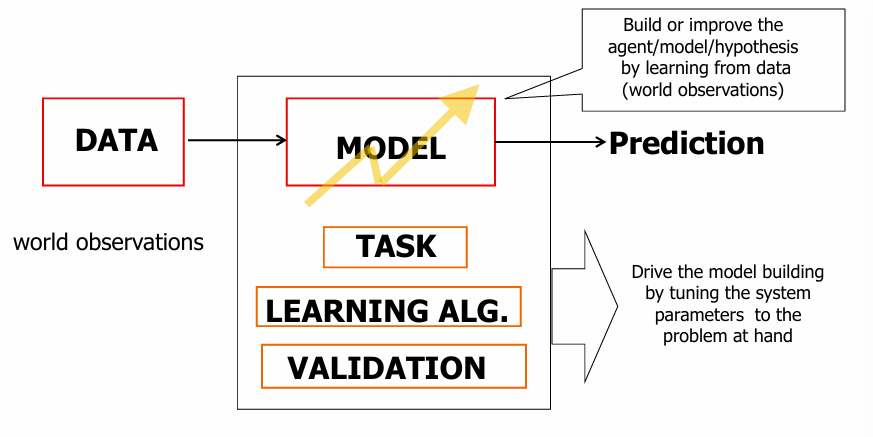 Build or improve the
agent/model/hypothesis
by learning from data
(world observations)
DATA
MODEL
Prediction
world observations
TASK
LEARNING ALG.
VALIDATION
Drive the model building
by tuning the system
parameters to the
problem at hand